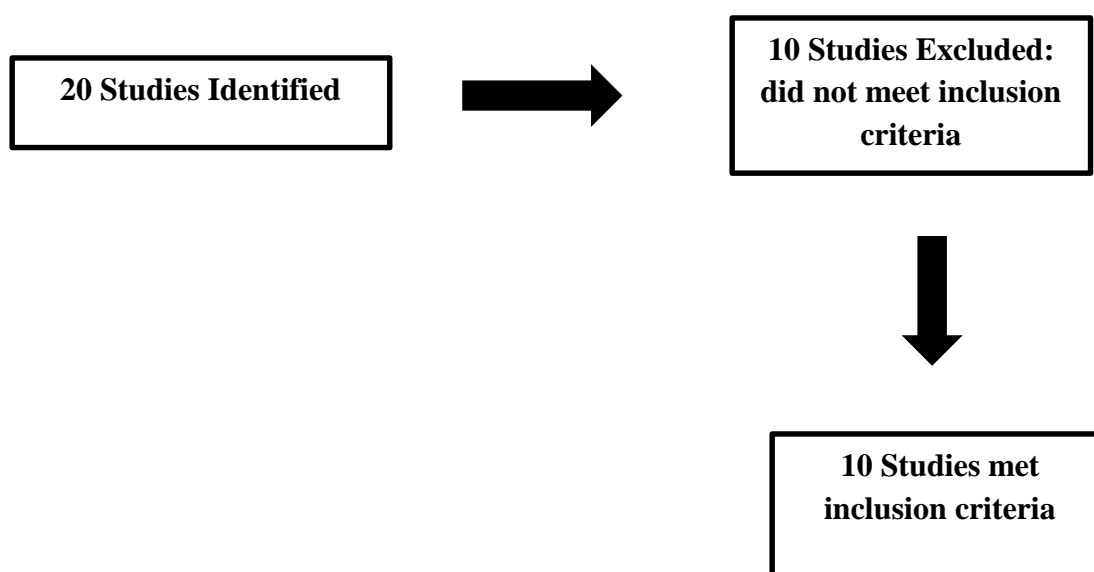 20 Studies Identified
10 Studies Excluded:
did not meet inclusion
criteria
10 Studies met
inclusion criteria